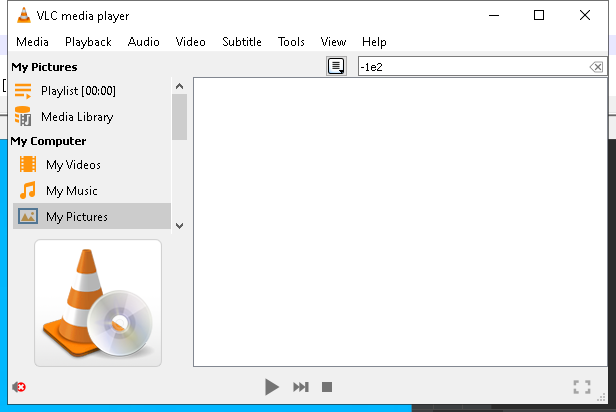 VLC media player
Media Playback Audio Video Subtitle Tools View Help
My Pictures
-1e2
Playlist [00:00]
Media Library
My Computer
My Videos
My Music
My Pictures